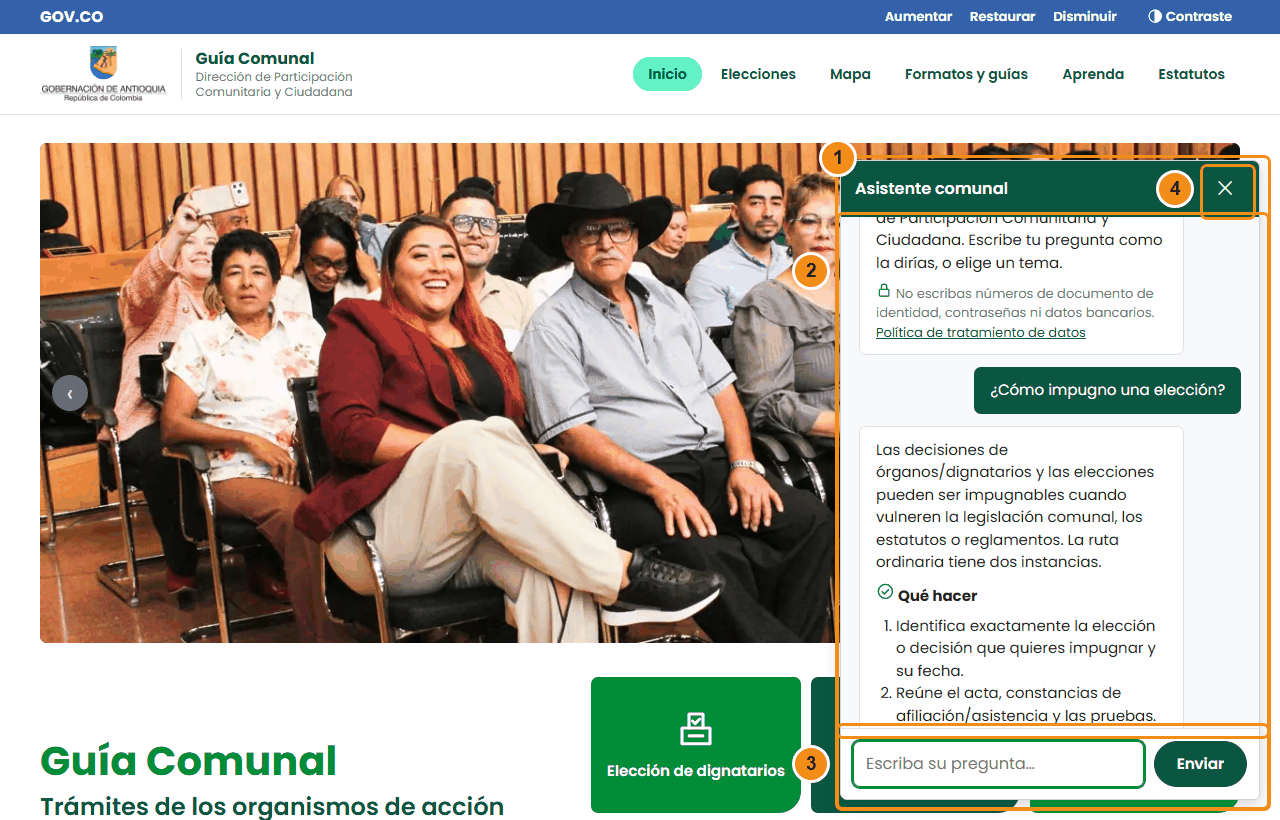 GOV.CO
Aumentar Restaurar Disminuir Contraste
GOBERNACIÓN DE ANTIOQUIA
República de Colombia
Guía Comunal
Dirección de Participación
Comunitaria y Ciudadana
Inicio Elecciones Mapa Formatos y guías Aprenda Estatutos
1
Asistente comunal
4
de Participación Comunitaria y
Ciudadana. Escribe tu pregunta como
la dirías, o elige un tema.
2
No escribas números de documento de
identidad, contraseñas ni datos bancarios.
Política de tratamiento de datos
¿Cómo impugno una elección?
Las decisiones de
órganos/dignatarios y las elecciones
pueden ser impugnables cuando
vulneren la legislación comunal, los
estatutos o reglamentos. La ruta
ordinaria tiene dos instancias.
Qué hacer
1. Identifica exactamente la elección
o decisión que quieres impugnar y
su fecha.
2. Reúne el acta, constancias de
afiliación/asistencia y las pruebas.
3
Escriba su pregunta...
Enviar
Elección de dignatarios
Guía Comunal
Trámites de los organismos de acción